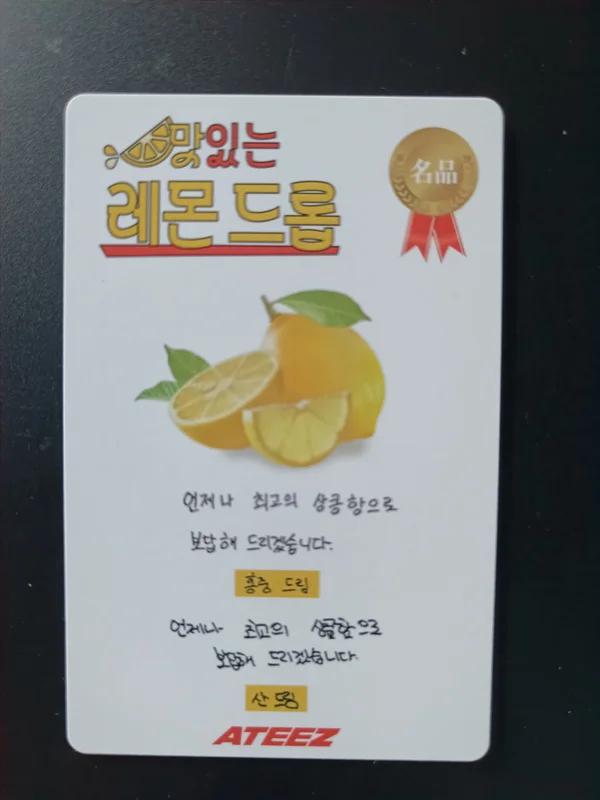 맛있는
레몬 드롭
名品
언제나 최고의 상큼함으로
보답해 드리겠습니다.
홍중 드림
언제나 최고의 상큼함으로
보답해 드리겠습니다.
산 드림
ATEEZ